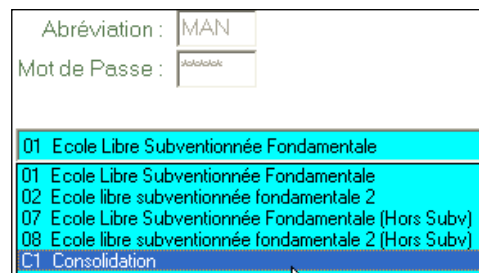 Abréviation : MAN
Mot de Passe : ******
01 Ecole Libre Subventionnée Fondamentale
01 Ecole Libre Subventionnée Fondamentale
02 Ecole libre subventionnée fondamentale 2
07 Ecole Libre Subventionnée Fondamentale (Hors Subv)
08 Ecole libre subventionnée fondamentale 2 (Hors Subv)
C1 Consolidation